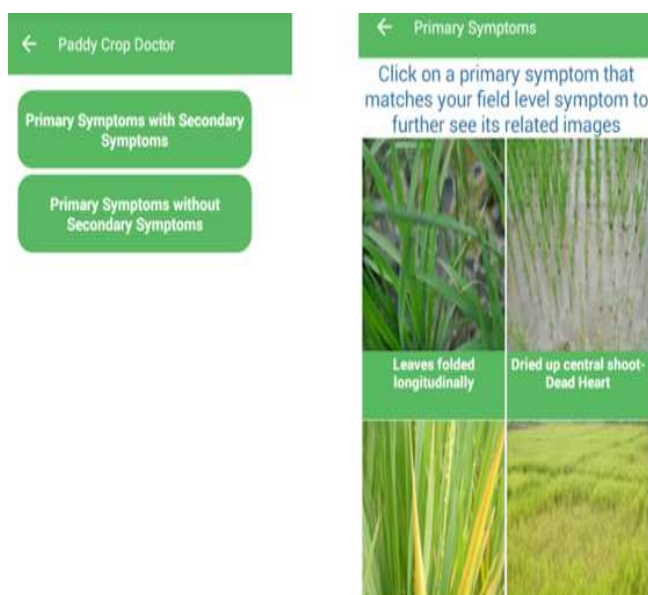 Paddy Crop Doctor
Primary Symptoms with Secondary
Symptoms
Primary Symptoms without
Secondary Symptoms
Primary Symptoms
Click on a primary symptom that
matches your field level symptom to
further see its related images
Leaves folded
longitudinally
Dried up central shoot-
Dead Heart